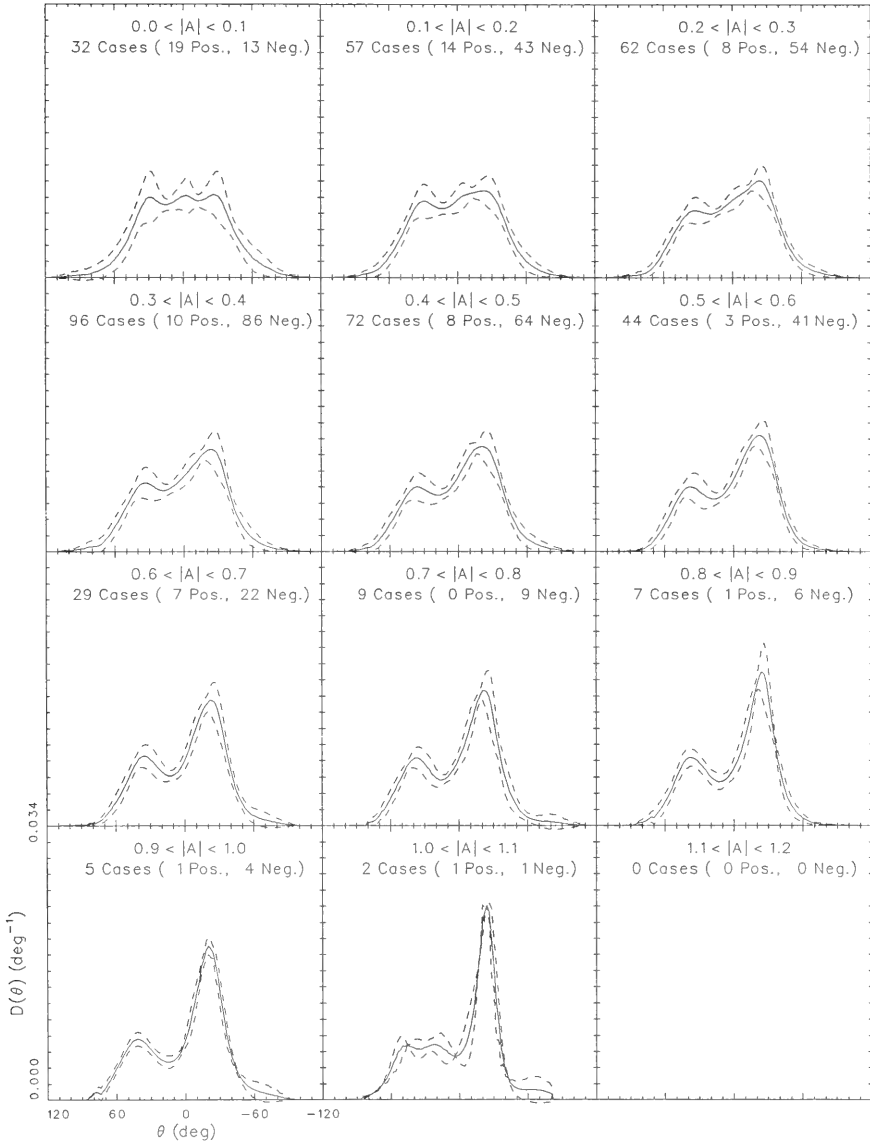 0.0 < |A| < 0.1
32 Cases ( 19 Pos., 13 Neg.)
0.1 < |A| < 0.2
57 Cases ( 14 Pos., 43 Neg.)
0.2 < |A| < 0.3
62 Cases ( 8 Pos., 54 Neg.)
0.3 < |A| < 0.4
96 Cases ( 10 Pos., 86 Neg.)
0.4 < |A| < 0.5
72 Cases ( 8 Pos., 64 Neg.)
0.5 < |A| < 0.6
44 Cases ( 3 Pos., 41 Neg.)
0.6 < |A| < 0.7
29 Cases ( 7 Pos., 22 Neg.)
0.7 < |A| < 0.8
9 Cases ( 0 Pos., 9 Neg.)
0.8 < |A| < 0.9
7 Cases ( 1 Pos., 6 Neg.)
0.9 < |A| < 1.0
5 Cases ( 1 Pos., 4 Neg.)
1.0 < |A| < 1.1
2 Cases ( 1 Pos., 1 Neg.)
1.1 < |A| < 1.2
0 Cases ( 0 Pos., 0 Neg.)
0.034
D(θ) (deg⁻¹)
0.000
120 60 0 -60 -120
θ (deg)